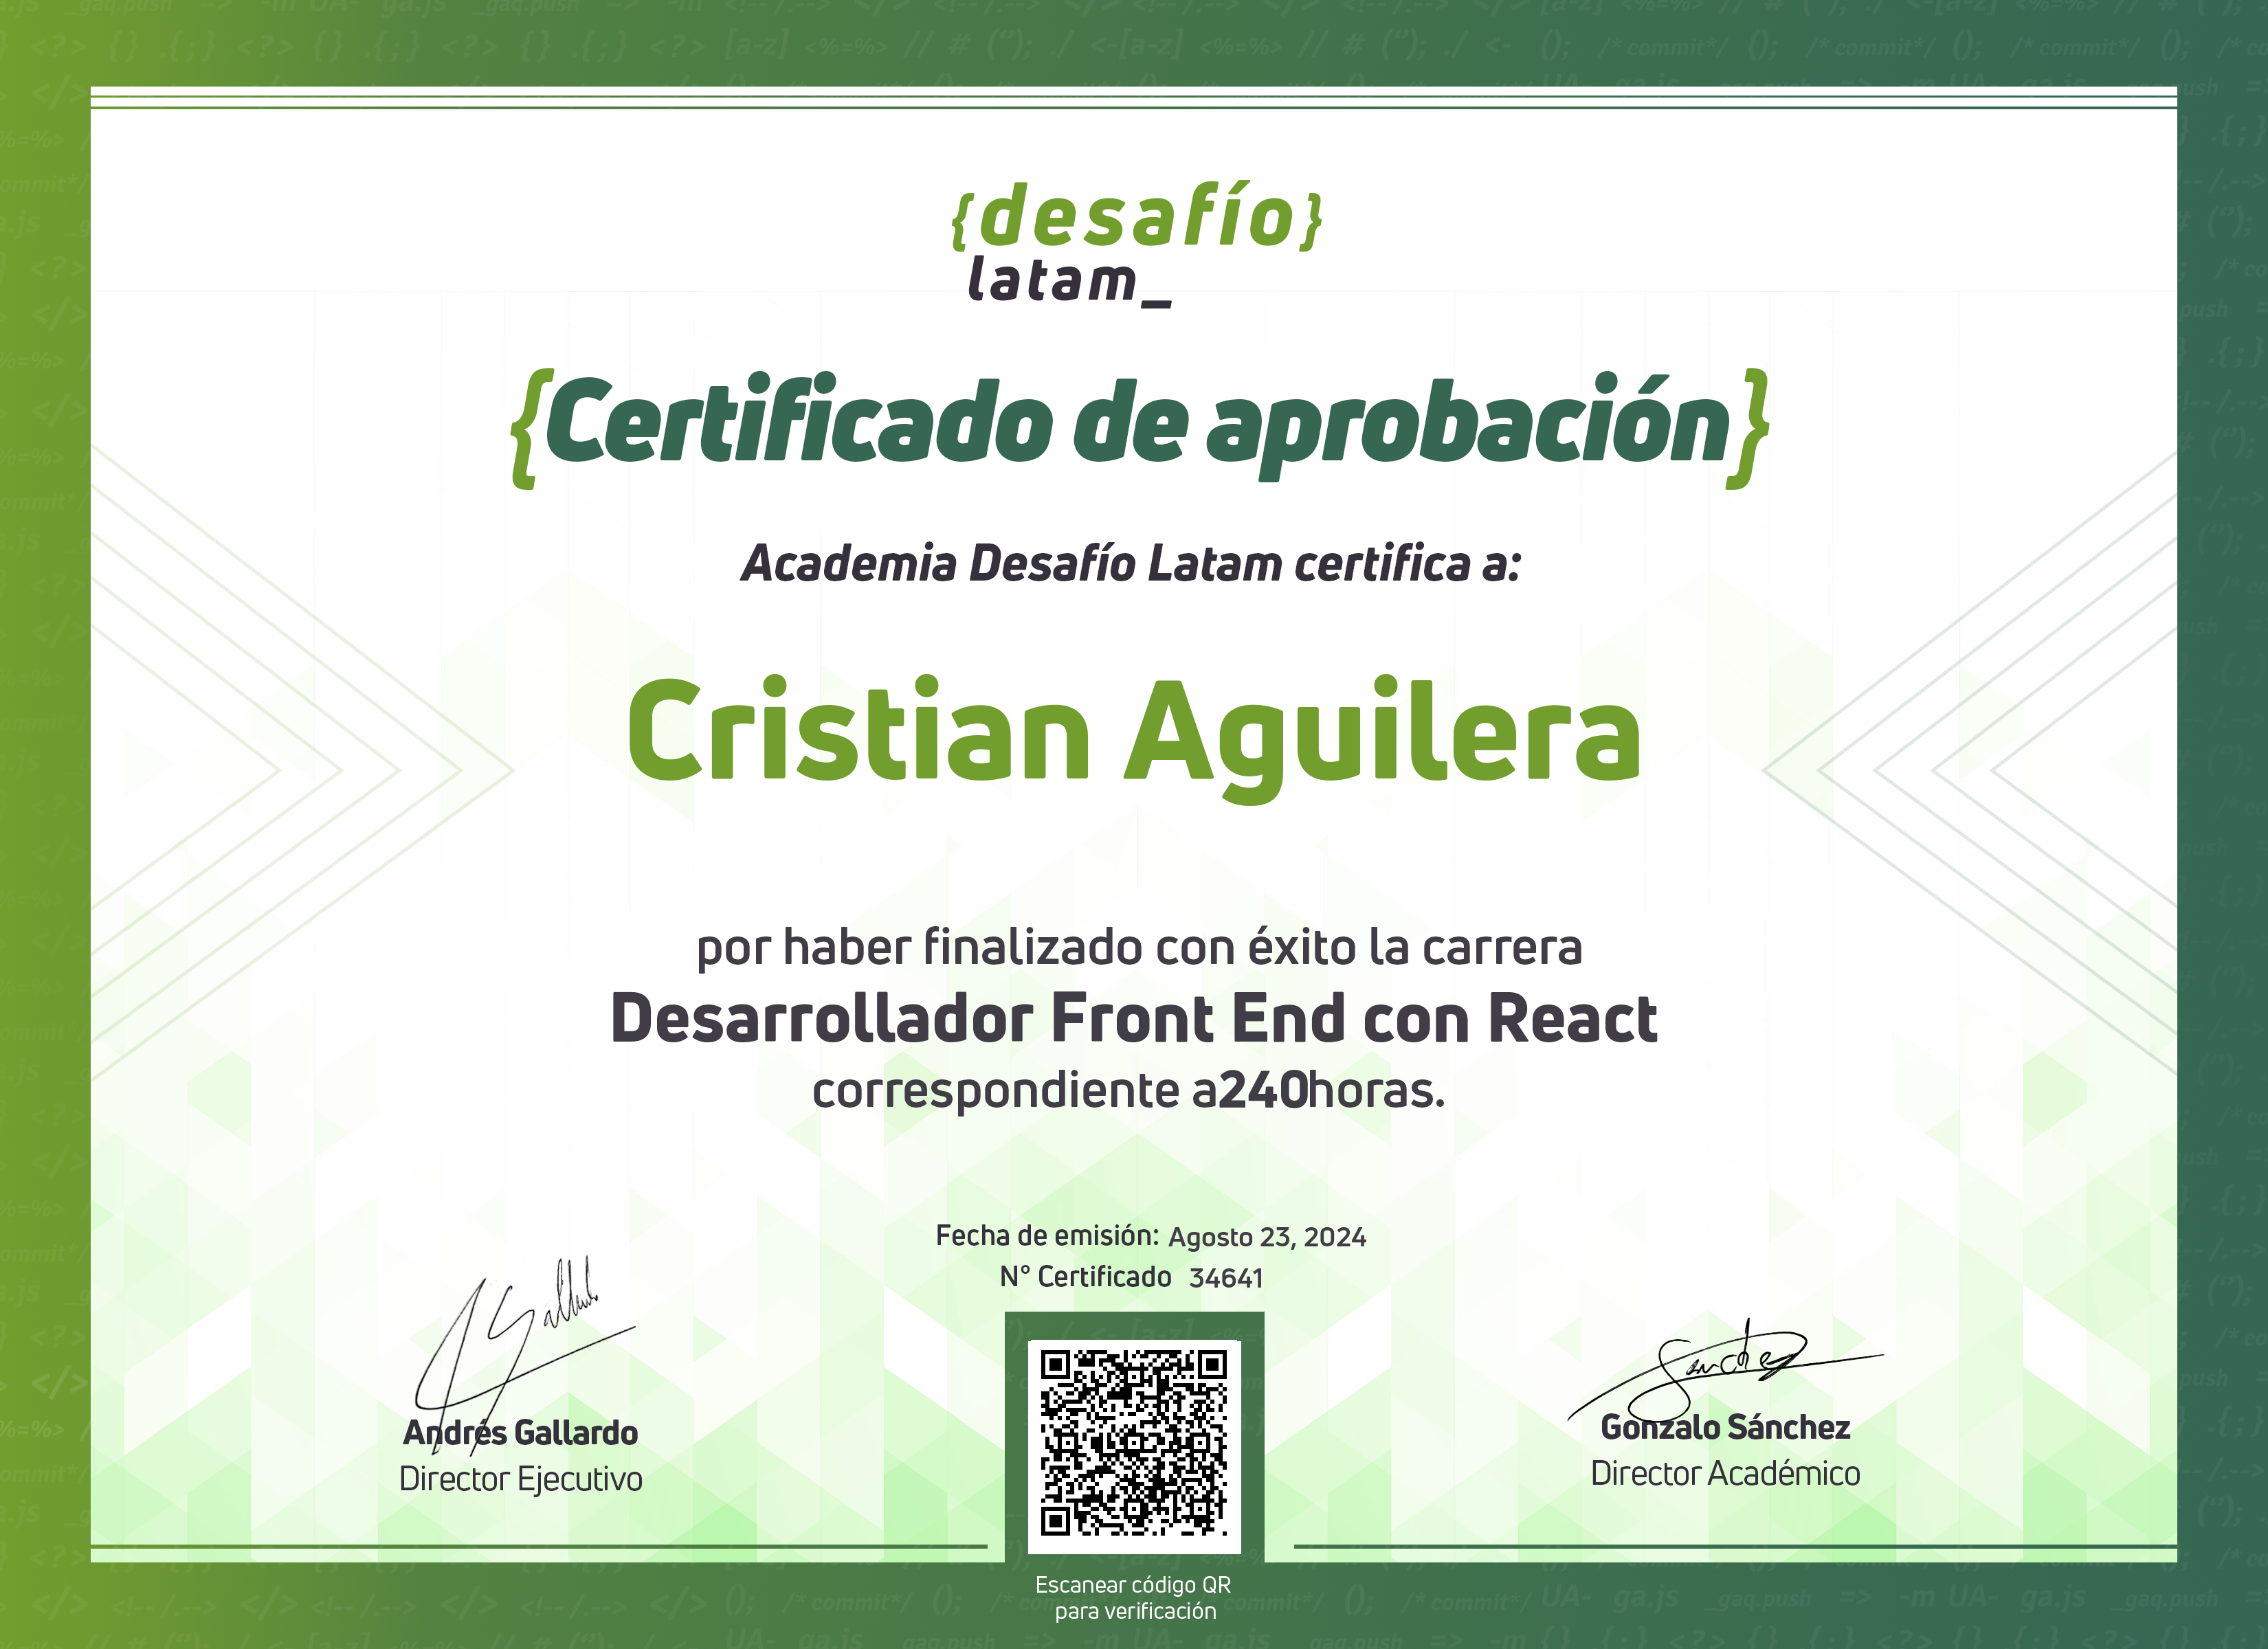 {desafío}
latam_
{Certificado de aprobación}
Academia Desafío Latam certifica a:
Cristian Aguilera
por haber finalizado con éxito la carrera
Desarrollador Front End con React
correspondiente a240horas.
Fecha de emisión: Agosto 23, 2024
N° Certificado 34641
Andrés Gallardo
Director Ejecutivo
Gonzalo Sánchez
Director Académico
Escanear código QR
para verificación